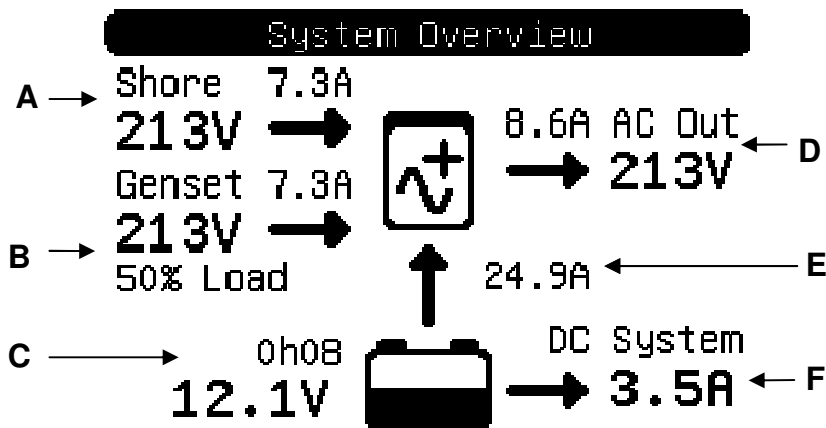 System Overview
A
Shore 7.3A
213V
8.6A AC Out
213V
D
Genset 7.3A
213V
B
50% Load
24.9A
E
C
0h08
12.1V
DC System
3.5A
F